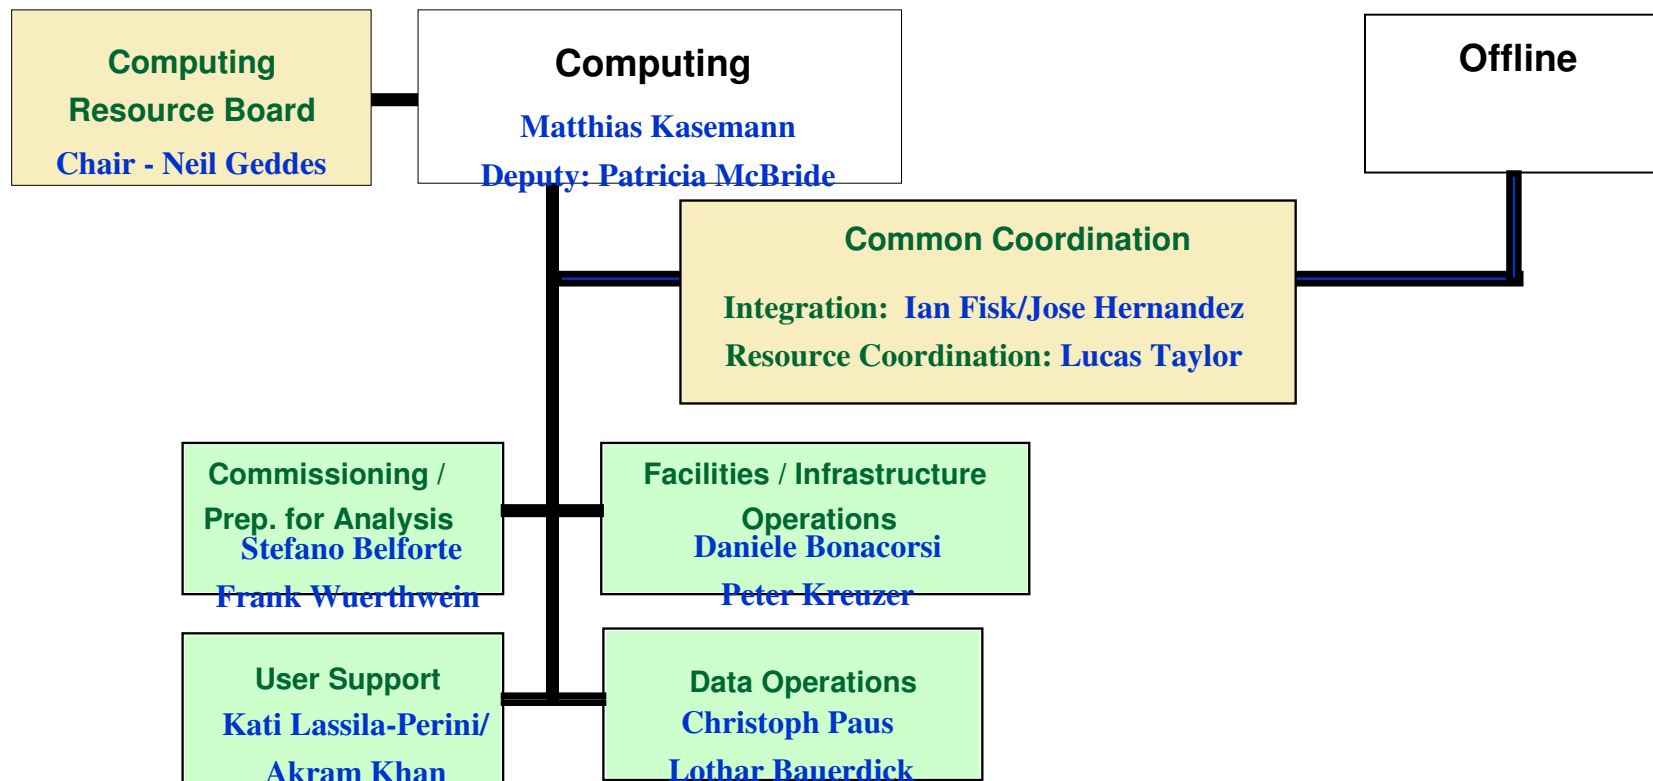 Computing
Resource Board
Chair - Neil Geddes
Computing
Matthias Kasemann
Deputy: Patricia McBride
Offline
Common Coordination
Integration: Ian Fisk/Jose Hernandez
Resource Coordination: Lucas Taylor
Commissioning /
Prep. for Analysis
Stefano Belforte
Frank Wuerthwein
Facilities / Infrastructure
Operations
Daniele Bonacorsi
Peter Kreuzer
User Support
Kati Lassila-Perini/
Akram Khan
Data Operations
Christoph Paus
Lothar Bauerdick